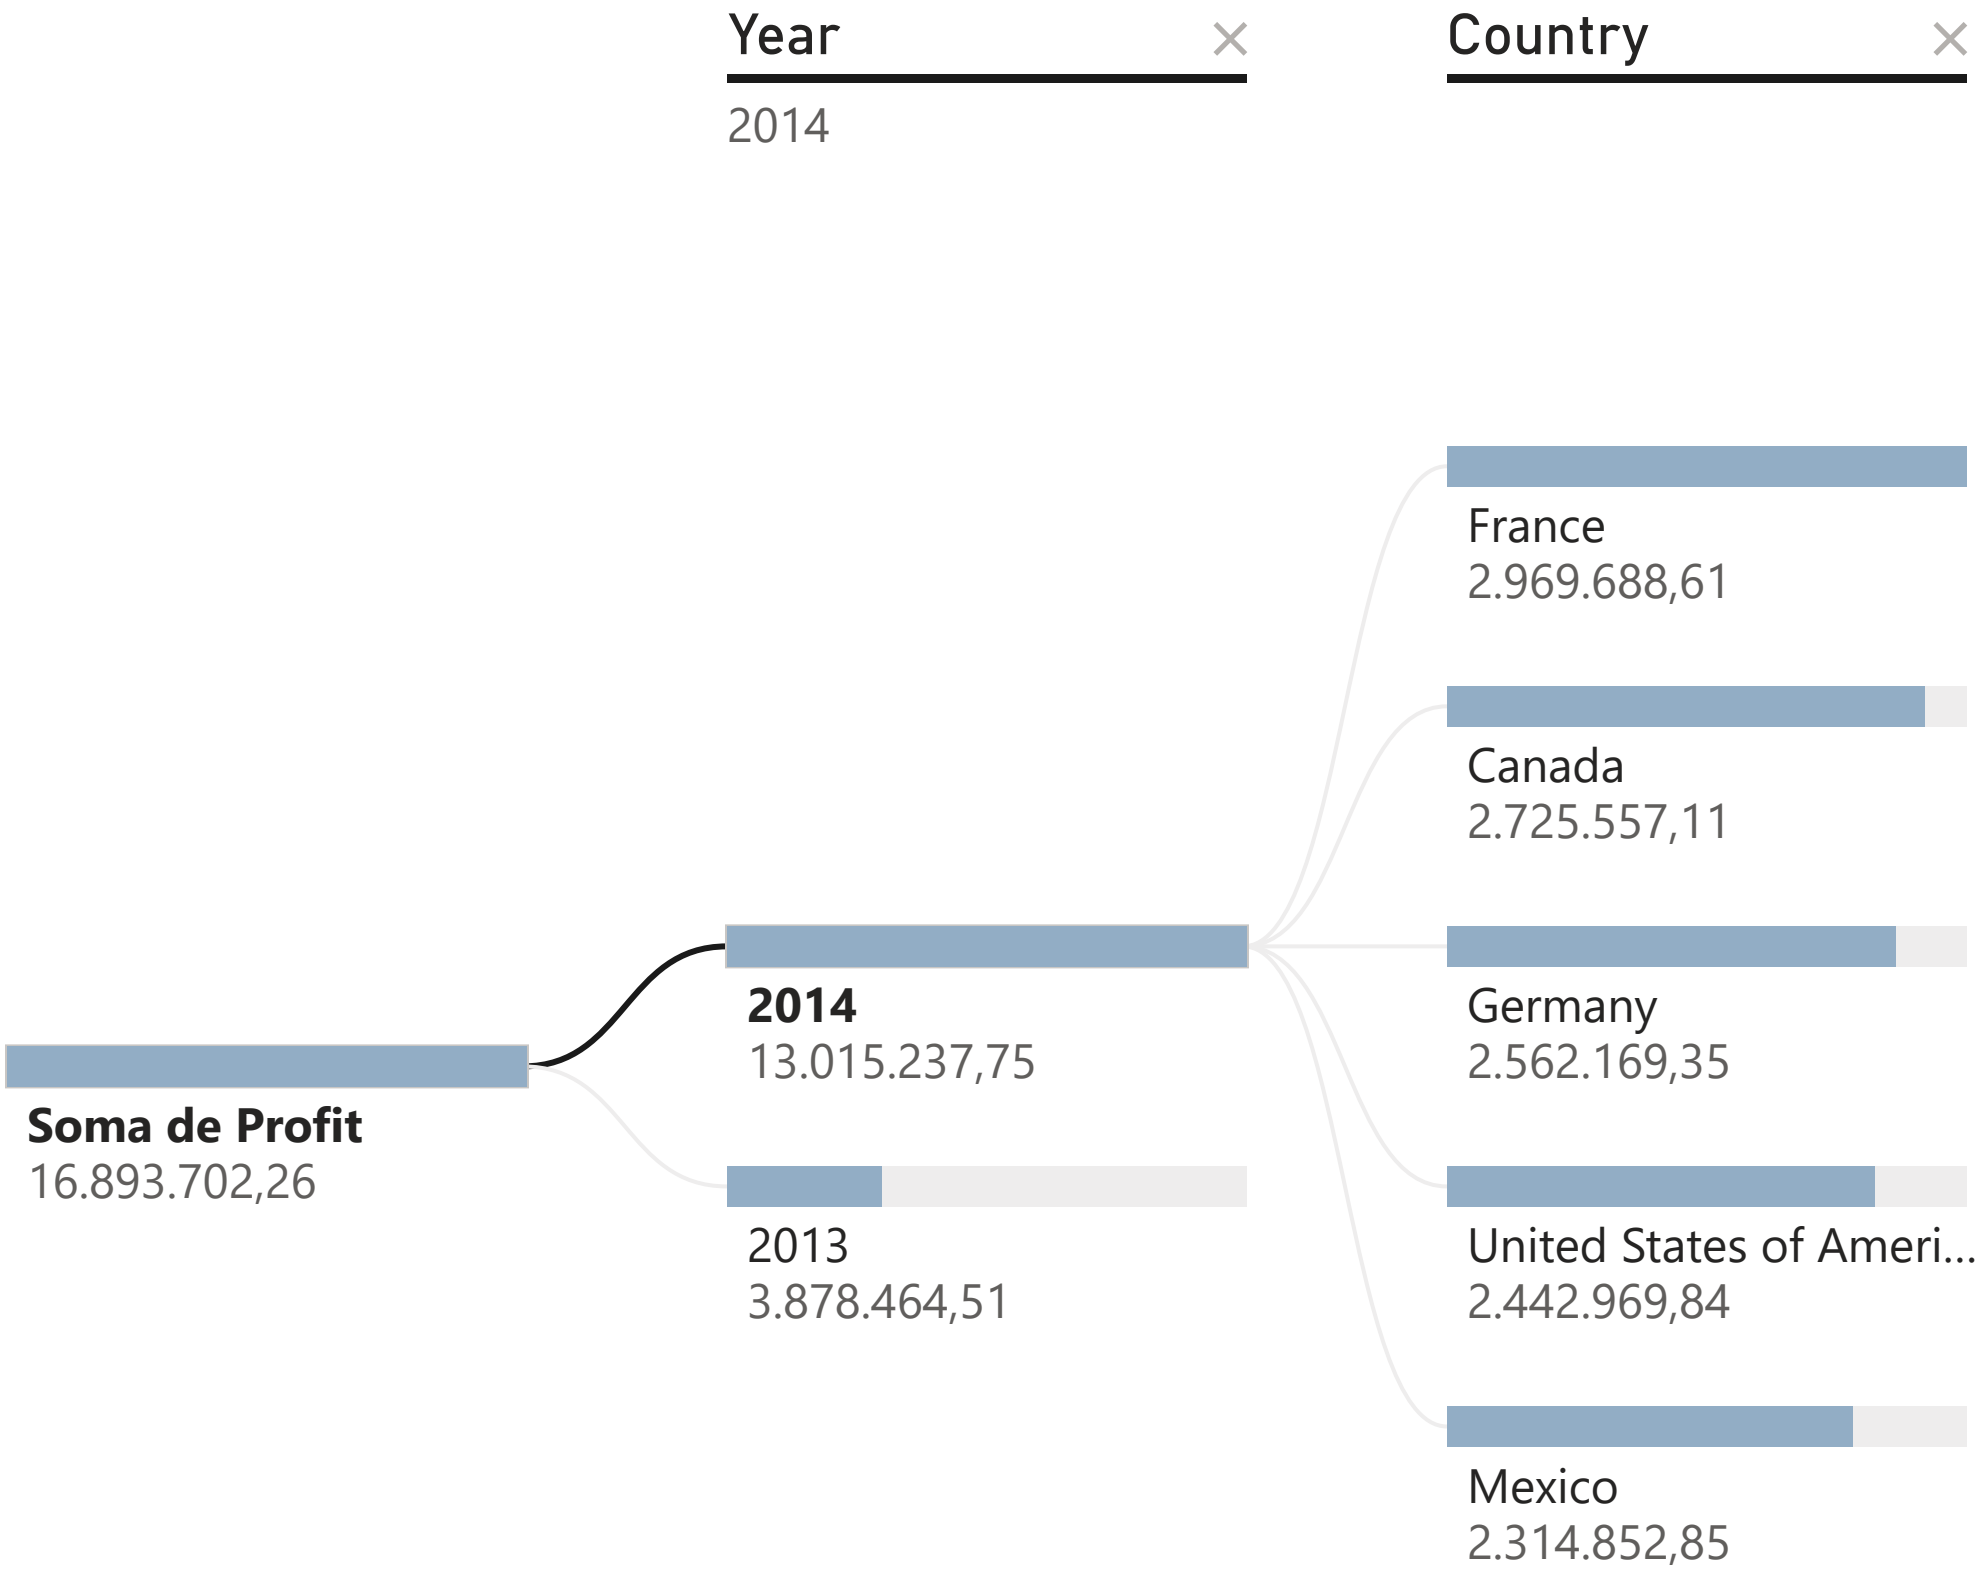 Year
Country
2014
France
2.969.688,61
Canada
2.725.557,11
2014
13.015.237,75
Germany
2.562.169,35
Soma de Profit
16.893.702,26
2013
3.878.464,51
United States of Ameri...
2.442.969,84
Mexico
2.314.852,85